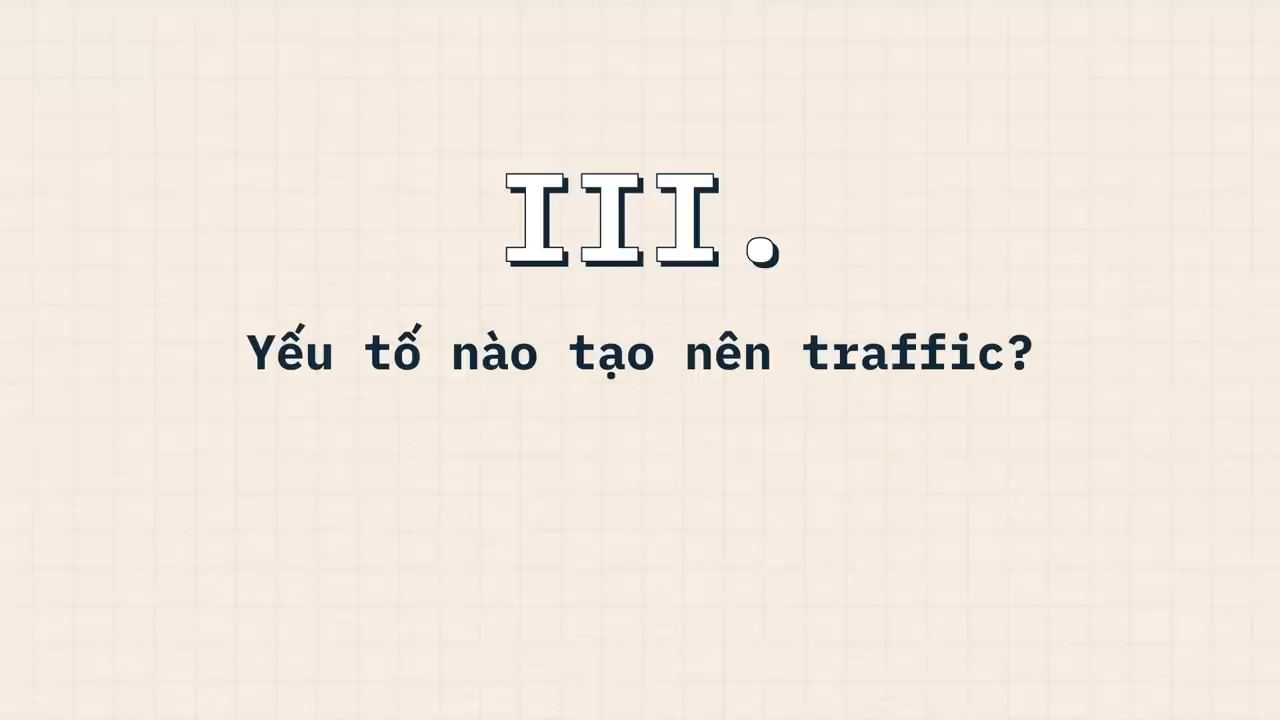 III.
Yếu tố nào tạo nên traffic?